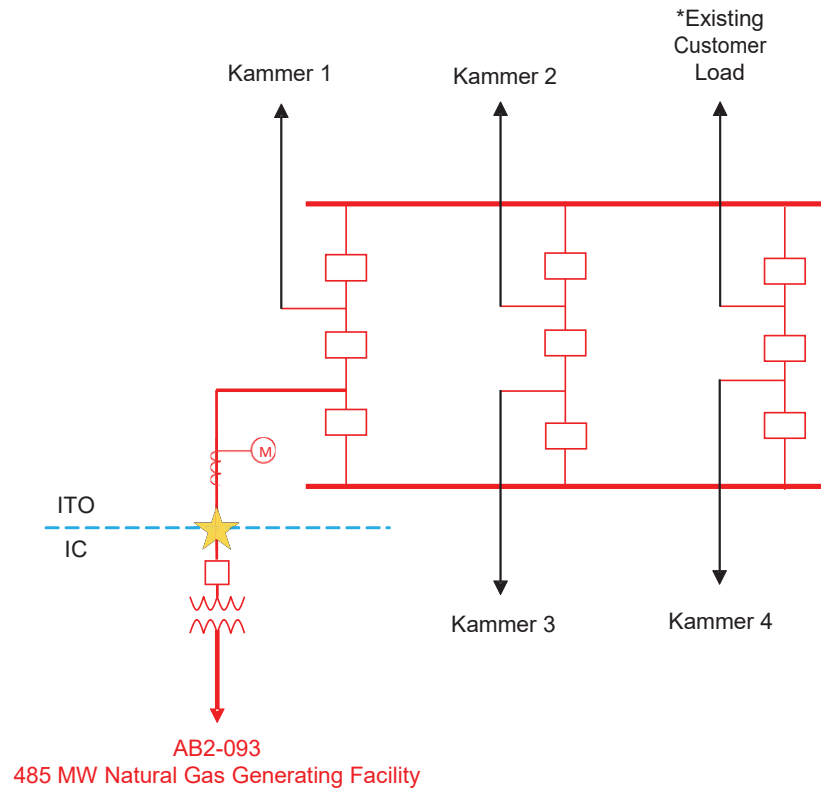 *Existing
Customer
Load
Kammer 1
Kammer 2
M
ITO
IC
Kammer 3
Kammer 4
AB2-093
485 MW Natural Gas Generating Facility